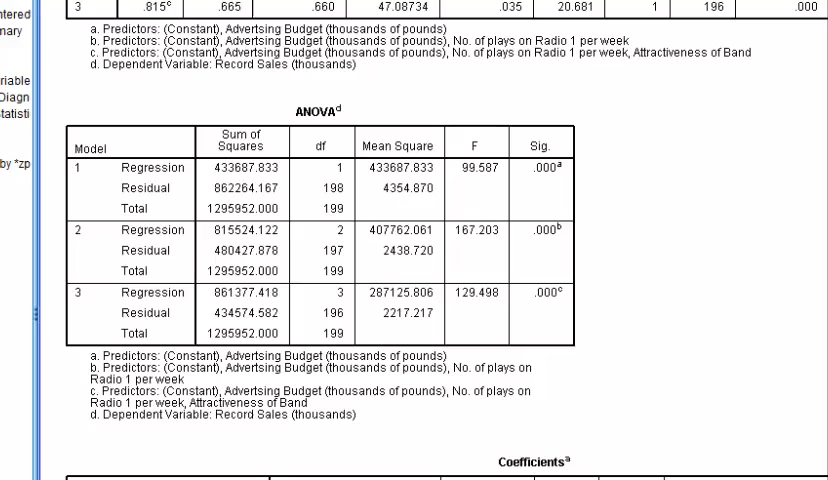 ntered
nary
riable
Diagn
tatisti
by *zp
3 .815c .665 .660 47.08734 .035 20.681 1 196 .000
a. Predictors: (Constant), Advertsing Budget (thousands of pounds)
b. Predictors: (Constant), Advertsing Budget (thousands of pounds), No. of plays on Radio 1 per week
c. Predictors: (Constant), Advertsing Budget (thousands of pounds), No. of plays on Radio 1 per week, Attractiveness of Band
d. Dependent Variable: Record Sales (thousands)
ANOVAd
Model Sum of Squares df Mean Square F Sig.
1 Regression 433687.833 1 433687.833 99.587 .000a
Residual 862264.167 198 4354.870
Total 1295952.000 199
2 Regression 815524.122 2 407762.061 167.203 .000b
Residual 480427.878 197 2438.720
Total 1295952.000 199
3 Regression 861377.418 3 287125.806 129.498 .000c
Residual 434574.582 196 2217.217
Total 1295952.000 199
a. Predictors: (Constant), Advertsing Budget (thousands of pounds)
b. Predictors: (Constant), Advertsing Budget (thousands of pounds), No. of plays on
Radio 1 per week
c. Predictors: (Constant), Advertsing Budget (thousands of pounds), No. of plays on
Radio 1 per week, Attractiveness of Band
d. Dependent Variable: Record Sales (thousands)
Coefficientsa